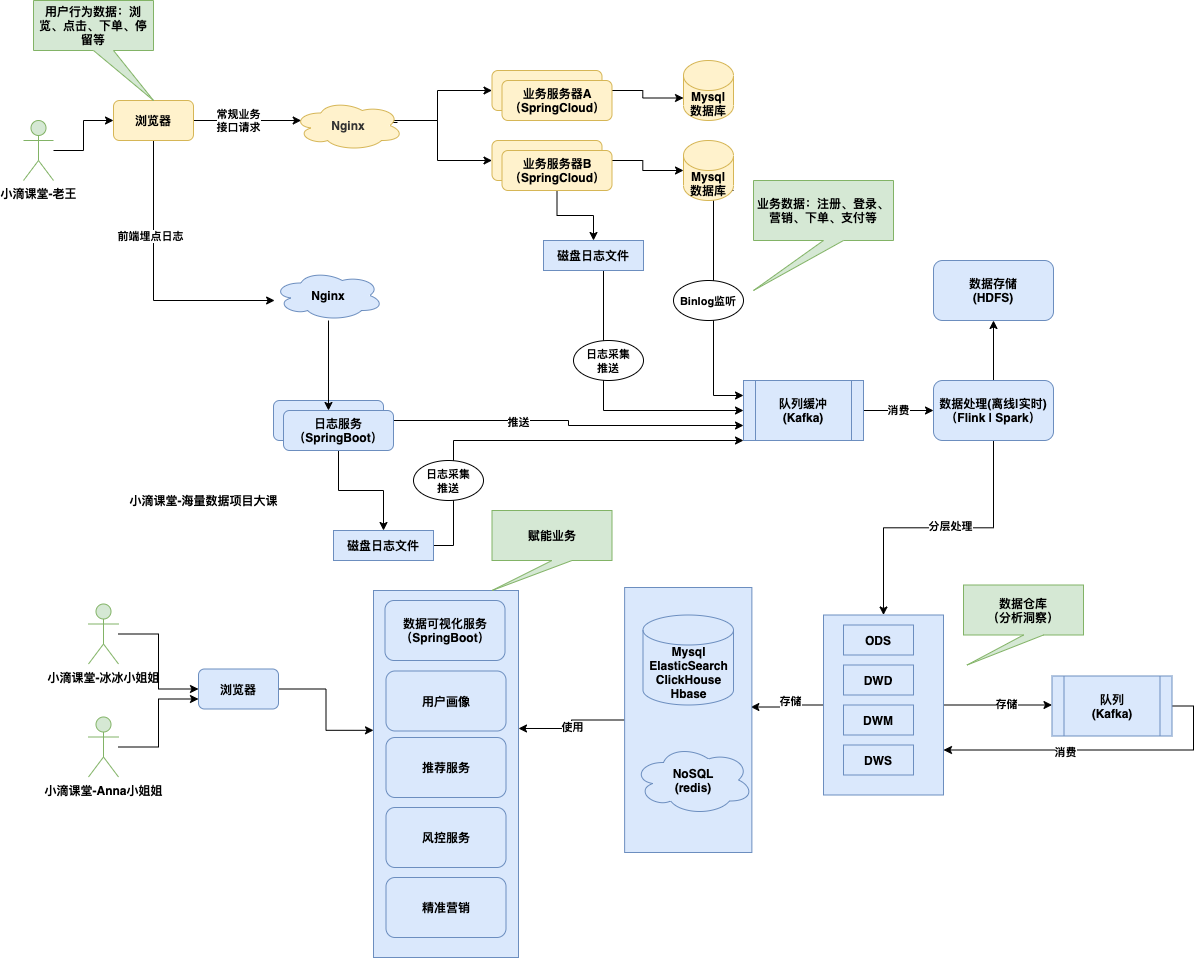 用户行为数据：浏
览、点击、下单、停
留等
浏览器
常规业务
接口请求
Nginx
业务服务器A
（SpringCloud）
Mysql
数据库
业务服务器B
（SpringCloud）
Mysql
数据库
小滴课堂-老王
业务数据：注册、登录、
营销、下单、支付等
前端埋点日志
磁盘日志文件
Nginx
Binlog监听
数据存储
(HDFS)
日志采集
推送
日志服务
（SpringBoot）
推送
队列缓冲
(Kafka)
消费
数据处理(离线|实时)
（Flink | Spark）
日志采集
推送
小滴课堂-海量数据项目大课
磁盘日志文件
分层处理
赋能业务
数据可视化服务
(SpringBoot）
用户画像
推荐服务
风控服务
精准营销
小滴课堂-冰冰小姐姐
浏览器
小滴课堂-Anna小姐姐
使用
Mysql
ElasticSearch
ClickHouse
Hbase
NoSQL
(redis)
存储
ODS
DWD
DWM
DWS
数据仓库
（分析洞察）
存储
队列
(Kafka)
消费